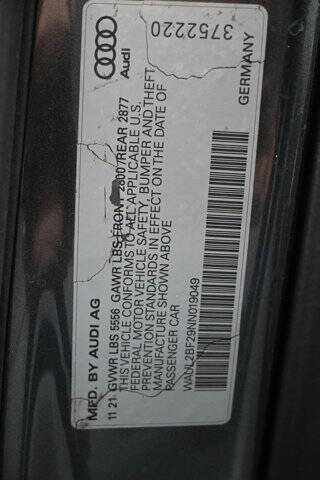 MFD. BY AUDI AG
11 21 GVWR LBS 5556 GAWR LBS FRONT 2800 /REAR 2877
THIS VEHICLE CONFORMS TO ALL APPLICABLE U.S.
FEDERAL MOTOR VEHICLE SAFETY, BUMPER AND THEFT
PREVENTION STANDARDS IN EFFECT ON THE DATE OF
MANUFACTURE SHOWN ABOVE
PASSENGER CAR
WAUL2BF29NN019049
Audi
3752220
GERMANY